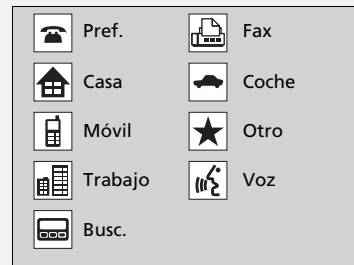 Pref.
Fax
Casa
Coche
Móvil
Otro
Trabajo
Voz
Busc.